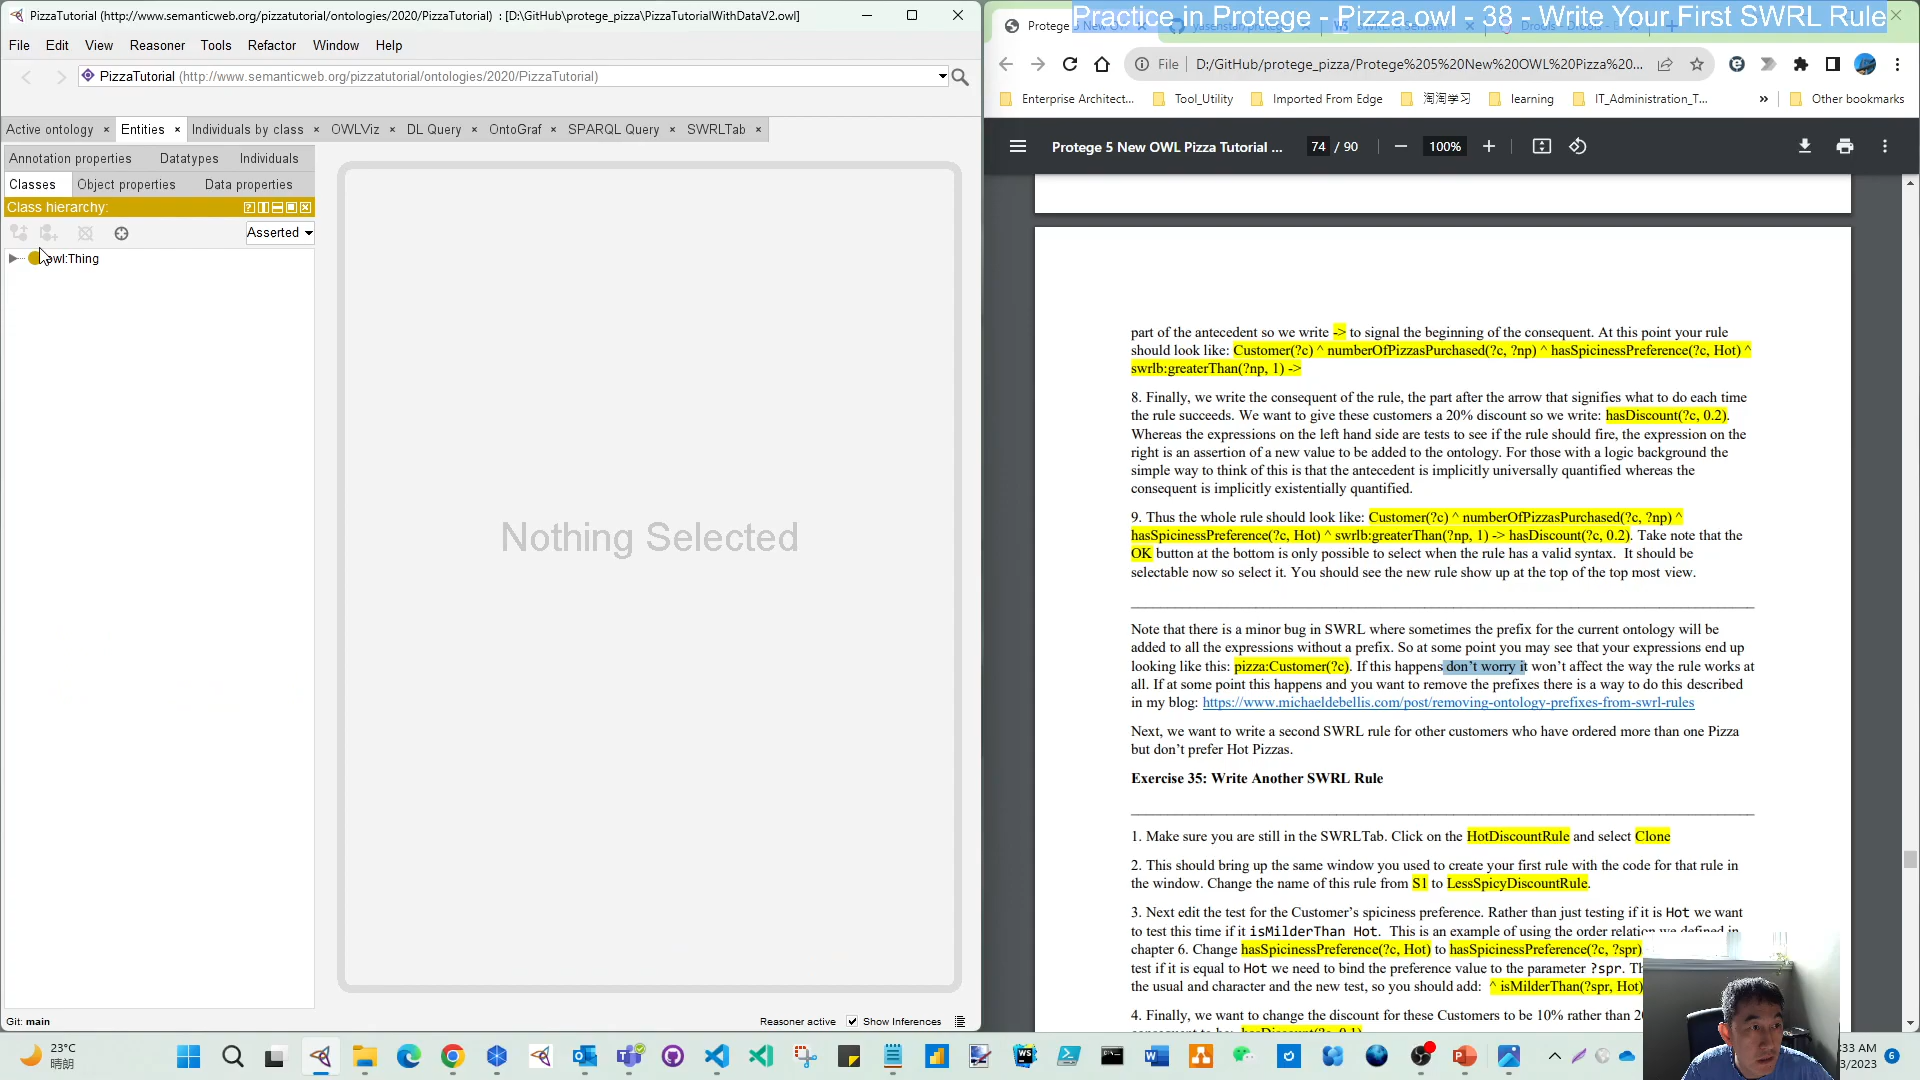 PizzaTutorial (http://www.semanticweb.org/pizzatutorial/ontologies/2020/PizzaTutorial)  : [D:\GitHub\protege_pizza\PizzaTutorialWithDataV2.owl]
File Edit View Reasoner Tools Refactor Window Help
PizzaTutorial (http://www.semanticweb.org/pizzatutorial/ontologies/2020/PizzaTutorial)
Active ontology × Entities × Individuals by class × OWLViz × DL Query × OntoGraf × SPARQL Query × SWRLTab ×
Annotation properties Datatypes Individuals
Classes Object properties Data properties
Class hierarchy:
Asserted
owl:Thing
Nothing Selected
Git: main
Reasoner active Show Inferences
Practice in Protege - Pizza.owl - 38 - Write Your First SWRL Rule
Protege 5 New OW
File D:/GitHub/protege_pizza/Protege%205%20New%20OWL%20Pizza%20...
Enterprise Architect... Tool_Utility Imported From Edge 淘淘学习 learning IT_Administration_T... » Other bookmarks
Protege 5 New OWL Pizza Tutorial ... 74 / 90 100%
part of the antecedent so we write -> to signal the beginning of the consequent. At this point your rule
should look like: Customer(?c) ^ numberOfPizzasPurchased(?c, ?np) ^ hasSpicinessPreference(?c, Hot) ^
swrlb:greaterThan(?np, 1) ->
8. Finally, we write the consequent of the rule, the part after the arrow that signifies what to do each time
the rule succeeds. We want to give these customers a 20% discount so we write: hasDiscount(?c, 0.2).
Whereas the expressions on the left hand side are tests to see if the rule should fire, the expression on the
right is an assertion of a new value to be added to the ontology. For those with a logic background the
simple way to think of this is that the antecedent is implicitly universally quantified whereas the
consequent is implicitly existentially quantified.
9. Thus the whole rule should look like: Customer(?c) ^ numberOfPizzasPurchased(?c, ?np) ^
hasSpicinessPreference(?c, Hot) ^ swrlb:greaterThan(?np, 1) -> hasDiscount(?c, 0.2). Take note that the
OK button at the bottom is only possible to select when the rule has a valid syntax.  It should be
selectable now so select it. You should see the new rule show up at the top of the top most view.
Note that there is a minor bug in SWRL where sometimes the prefix for the current ontology will be
added to all the expressions without a prefix. So at some point you may see that your expressions end up
looking like this: pizza:Customer(?c). If this happens don't worry it won't affect the way the rule works at
all. If at some point this happens and you want to remove the prefixes there is a way to do this described
in my blog: https://www.michaeldebellis.com/post/removing-ontology-prefixes-from-swrl-rules
Next, we want to write a second SWRL rule for other customers who have ordered more than one Pizza
but don't prefer Hot Pizzas.
Exercise 35: Write Another SWRL Rule
1. Make sure you are still in the SWRLTab. Click on the HotDiscountRule and select Clone
2. This should bring up the same window you used to create your first rule with the code for that rule in
the window. Change the name of this rule from S1 to LessSpicyDiscountRule.
3. Next edit the test for the Customer's spiciness preference. Rather than just testing if it is Hot we want
to test this time if it isMilderThan Hot.  This is an example of using the order relation we defined in
chapter 6. Change hasSpicinessPreference(?c, Hot) to hasSpicinessPreference(?c, ?spr)
test if it is equal to Hot we need to bind the preference value to the parameter ?spr. Th
the usual and character and the new test, so you should add:  ^ isMilderThan(?spr, Hot)
4. Finally, we want to change the discount for these Customers to be 10% rather than 20
23°C
晴朗
:33 AM
/2023
6